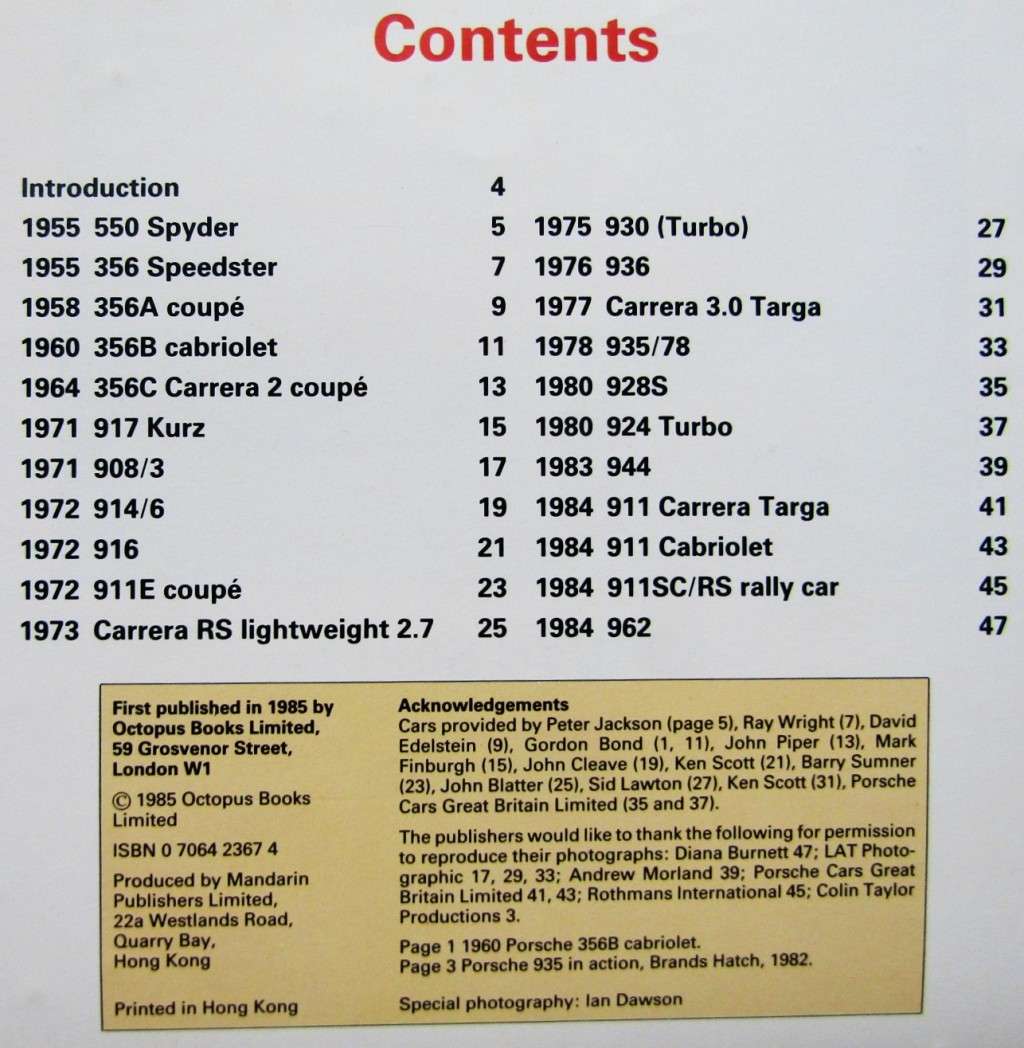 Contents
Introduction 4
1955 550 Spyder 5
1955 356 Speedster 7
1958 356A coupé 9
1960 356B cabriolet 11
1964 356C Carrera 2 coupé 13
1971 917 Kurz 15
1971 908/3 17
1972 914/6 19
1972 916 21
1972 911E coupé 23
1973 Carrera RS lightweight 2.7 25
1975 930 (Turbo) 27
1976 936 29
1977 Carrera 3.0 Targa 31
1978 935/78 33
1980 928S 35
1980 924 Turbo 37
1983 944 39
1984 911 Carrera Targa 41
1984 911 Cabriolet 43
1984 911SC/RS rally car 45
1984 962 47
First published in 1985 by
Octopus Books Limited,
59 Grosvenor Street,
London W1
© 1985 Octopus Books
Limited
ISBN 0 7064 2367 4
Produced by Mandarin
Publishers Limited,
22a Westlands Road,
Quarry Bay,
Hong Kong
Printed in Hong Kong
Acknowledgements
Cars provided by Peter Jackson (page 5), Ray Wright (7), David
Edelstein (9), Gordon Bond (1, 11), John Piper (13), Mark
Finburgh (15), John Cleave (19), Ken Scott (21), Barry Sumner
(23), John Blatter (25), Sid Lawton (27), Ken Scott (31), Porsche
Cars Great Britain Limited (35 and 37).
The publishers would like to thank the following for permission
to reproduce their photographs: Diana Burnett 47; LAT Photo-
graphic 17, 29, 33; Andrew Morland 39; Porsche Cars Great
Britain Limited 41, 43; Rothmans International 45; Colin Taylor
Productions 3.
Page 1 1960 Porsche 356B cabriolet.
Page 3 Porsche 935 in action, Brands Hatch, 1982.
Special photography: Ian Dawson